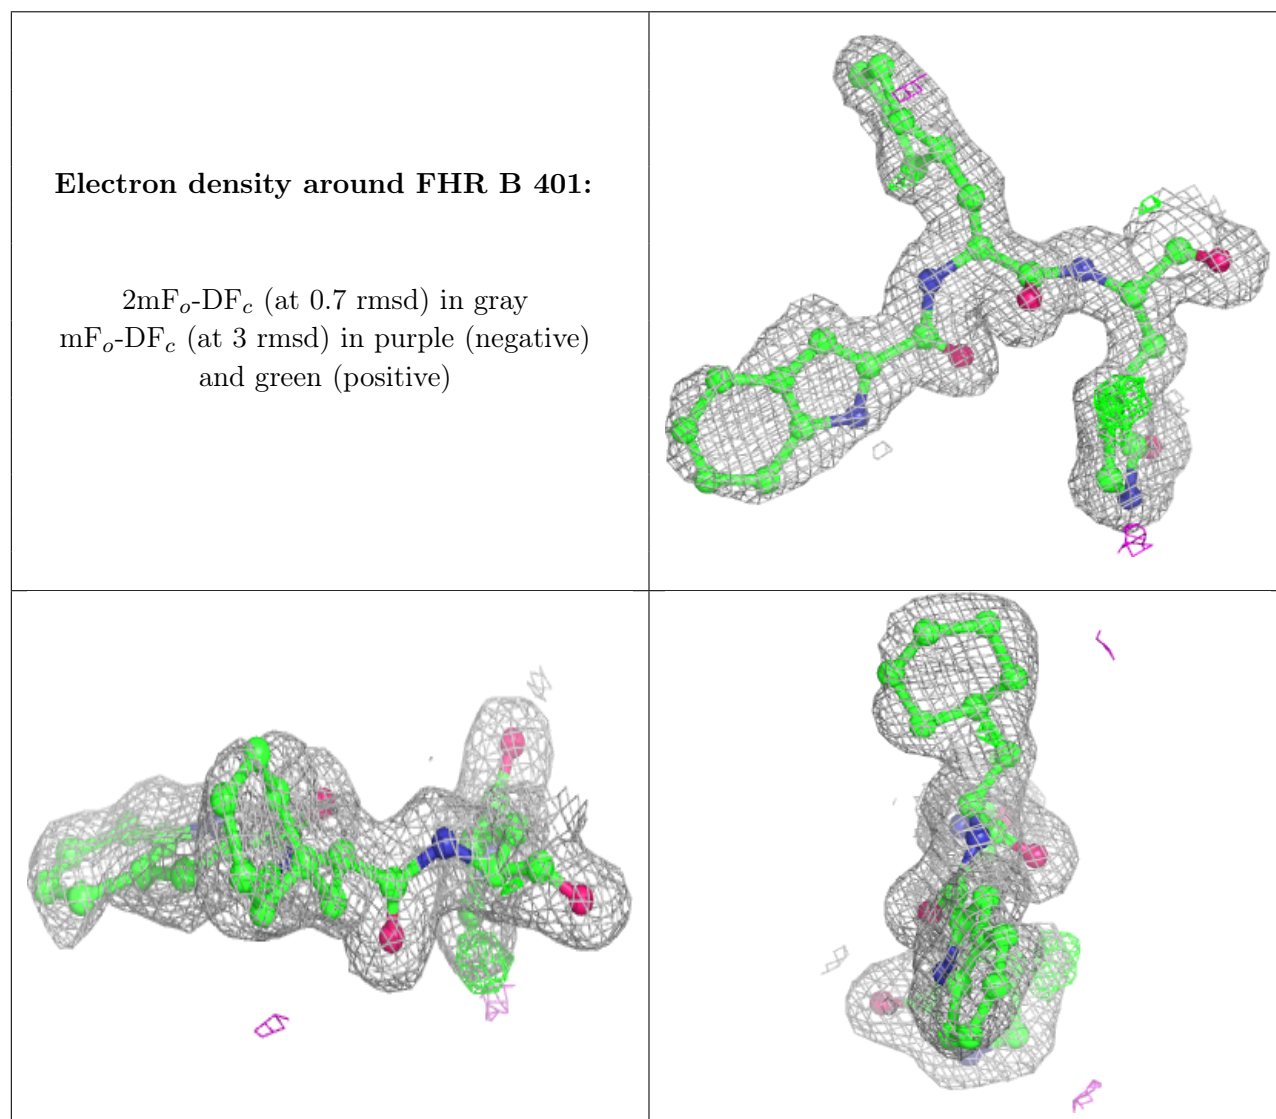 Electron density around FHR B 401:
2mFo-DFc (at 0.7 rmsd) in gray
mFo-DFc (at 3 rmsd) in purple (negative)
and green (positive)